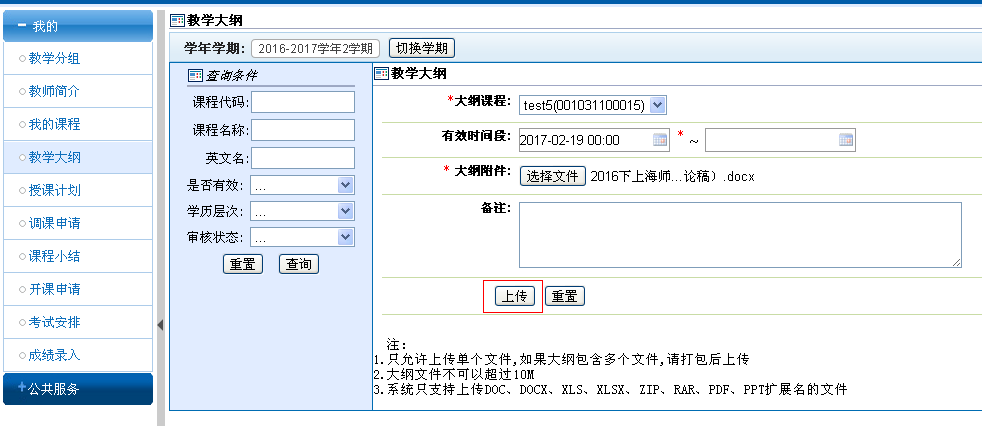 我的
教学分组
教师简介
我的课程
教学大纲
授课计划
调课申请
课程小结
开课申请
考试安排
成绩录入
公共服务
教学大纲
学年学期: 2016-2017学年2学期 切换学期
查询条件
课程代码:
课程名称:
英文名:
是否有效: ...
学历层次: ...
审核状态: ...
重置 查询
教学大纲
*大纲课程: test5(001031100015)
有效时间段: 2017-02-19 00:00 * ~
* 大纲附件: 选择文件 2016下上海师...论稿）.docx
备注:
上传 重置
注:
1.只允许上传单个文件,如果大纲包含多个文件,请打包后上传
2.大纲文件不可以超过10M
3.系统只支持上传DOC、DOCX、XLS、XLSX、ZIP、RAR、PDF、PPT扩展名的文件